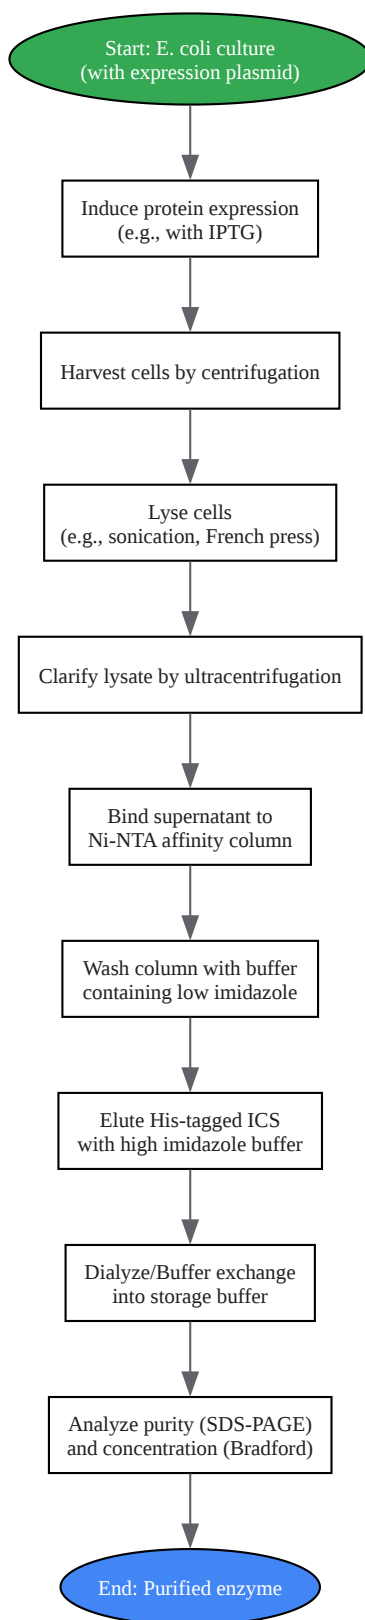 Start: E. coli culture
(with expression plasmid)
Induce protein expression
(e.g., with IPTG)
Harvest cells by centrifugation
Lyse cells
(e.g., sonication, French press)
Clarify lysate by ultracentrifugation
Bind supernatant to
Ni-NTA affinity column
Wash column with buffer
containing low imidazole
Elute His-tagged ICS
with high imidazole buffer
Dialyze/Buffer exchange
into storage buffer
Analyze purity (SDS-PAGE)
and concentration (Bradford)
End: Purified enzyme